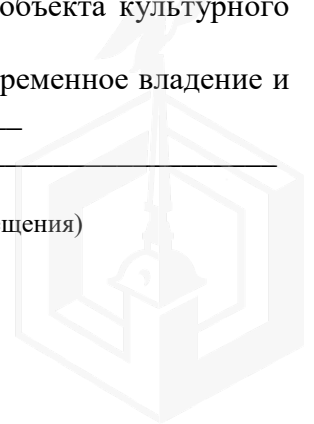 объекта культурного
ременное владение и
щения)